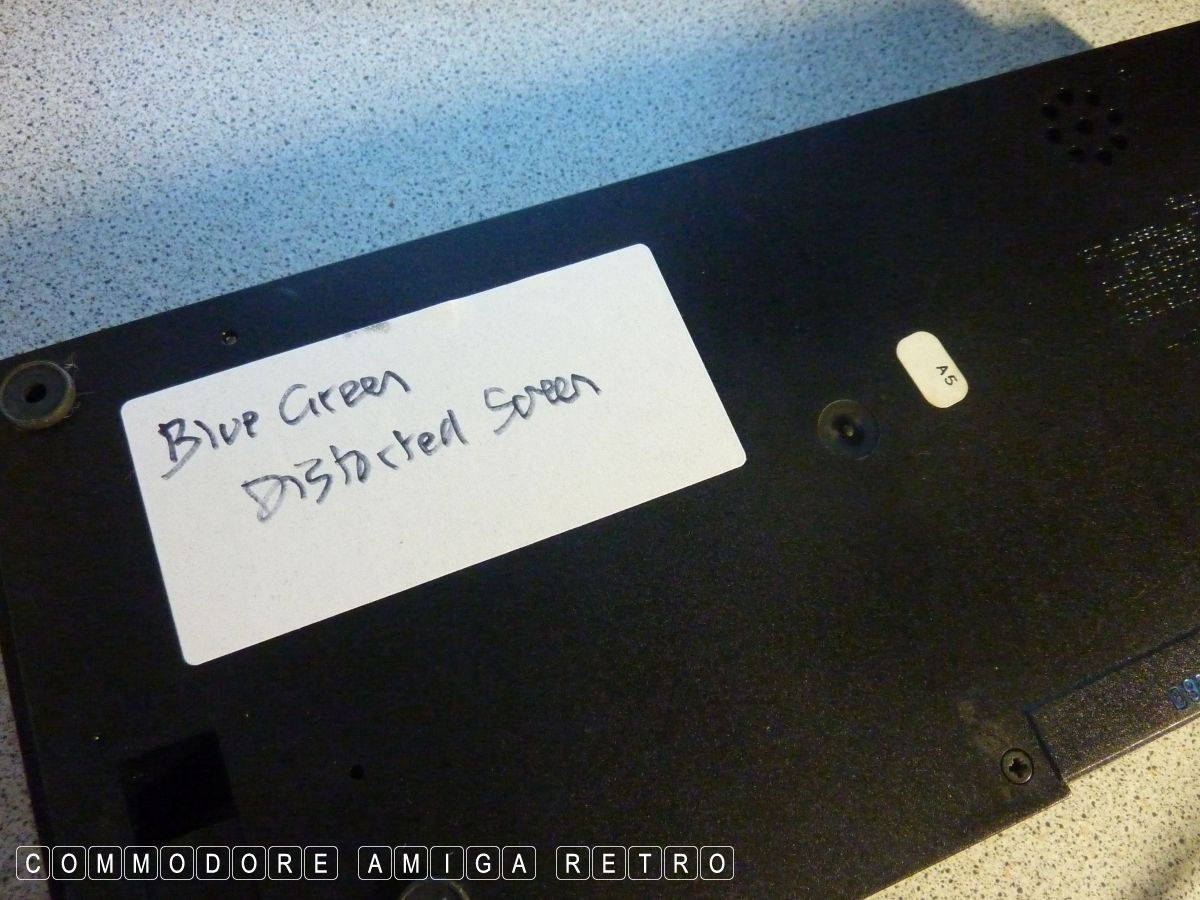 Blue Green
Distorted Screen
A5
COMMODORE AMIGA RETRO